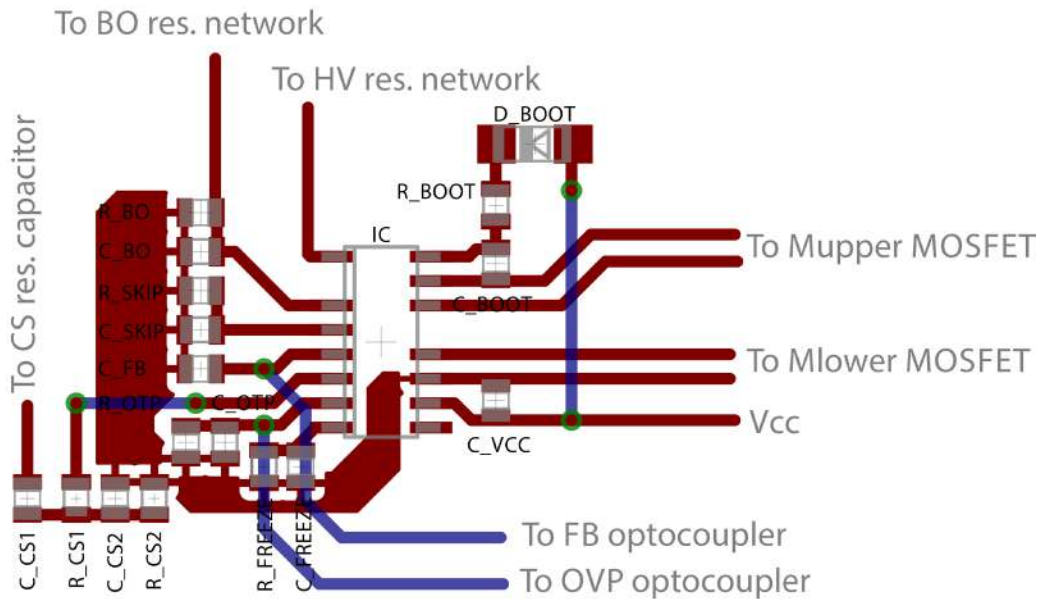 To BO res. network
To HV res. network
D_BOOT
To CS res. capacitor
R_BOOT
R_BO
IC
C_BO
To Mupper MOSFET
R_SKIP
C_BOOT
C_SKIP
C_FB
To Mlower MOSFET
R_OTP
C_OTP
Vcc
C_VCC
C_CS1
R_CS1
C_CS2
R_CS2
R_FREEZE
C_FREEZE
To FB optocoupler
To OVP optocoupler